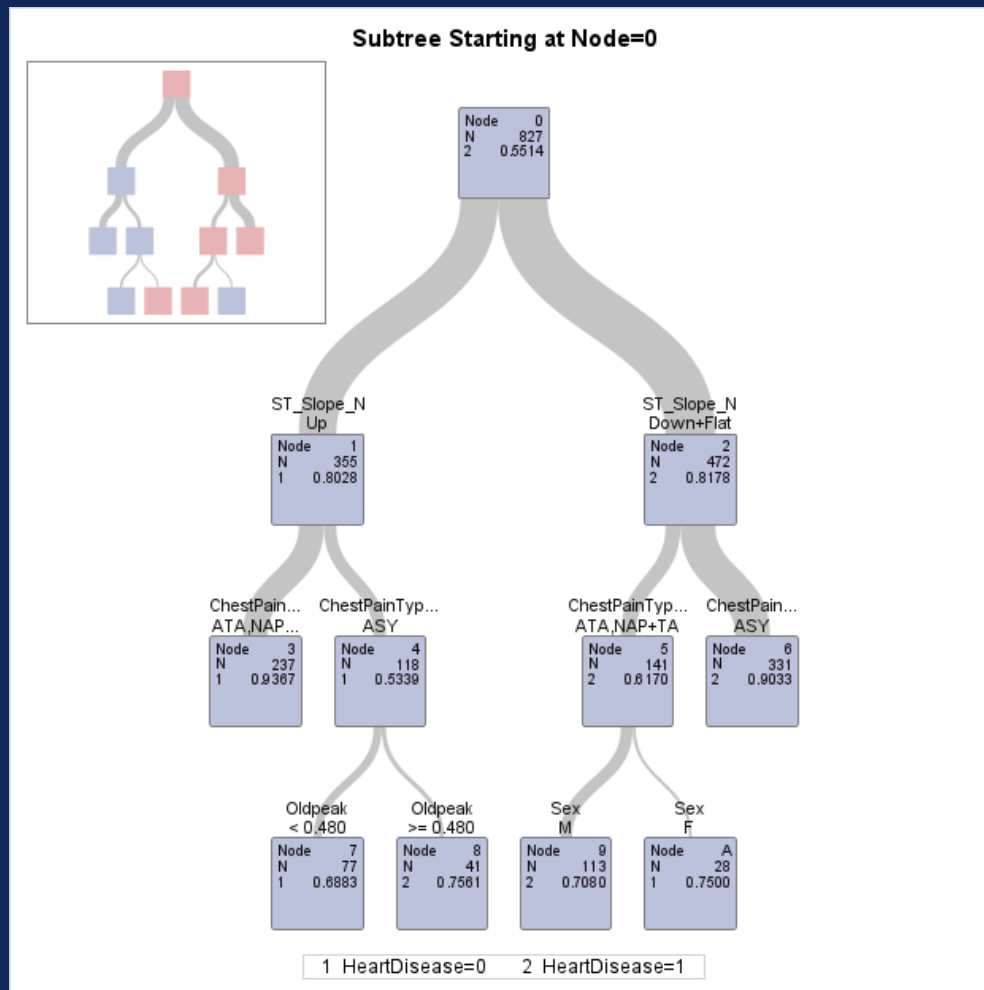 Subtree Starting at Node=0
Node 0
N 827
2 0.5514
ST_Slope_N
Up
Node 1
N 355
1 0.8028
ST_Slope_N
Down+Flat
Node 2
N 472
2 0.8178
ChestPain...
ATA,NAP...
Node 3
N 237
1 0.9367
ChestPainTyp...
ASY
Node 4
N 118
1 0.5339
ChestPainTyp...
ATA,NAP+TA
Node 5
N 141
2 0.6170
ChestPain...
ASY
Node 6
N 331
2 0.9033
Oldpeak
< 0.480
Node 7
N 77
1 0.6883
Oldpeak
>= 0.480
Node 8
N 41
2 0.7561
Sex
M
Node 9
N 113
2 0.7080
Sex
F
Node A
N 28
1 0.7500
1 HeartDisease=0 2 HeartDisease=1